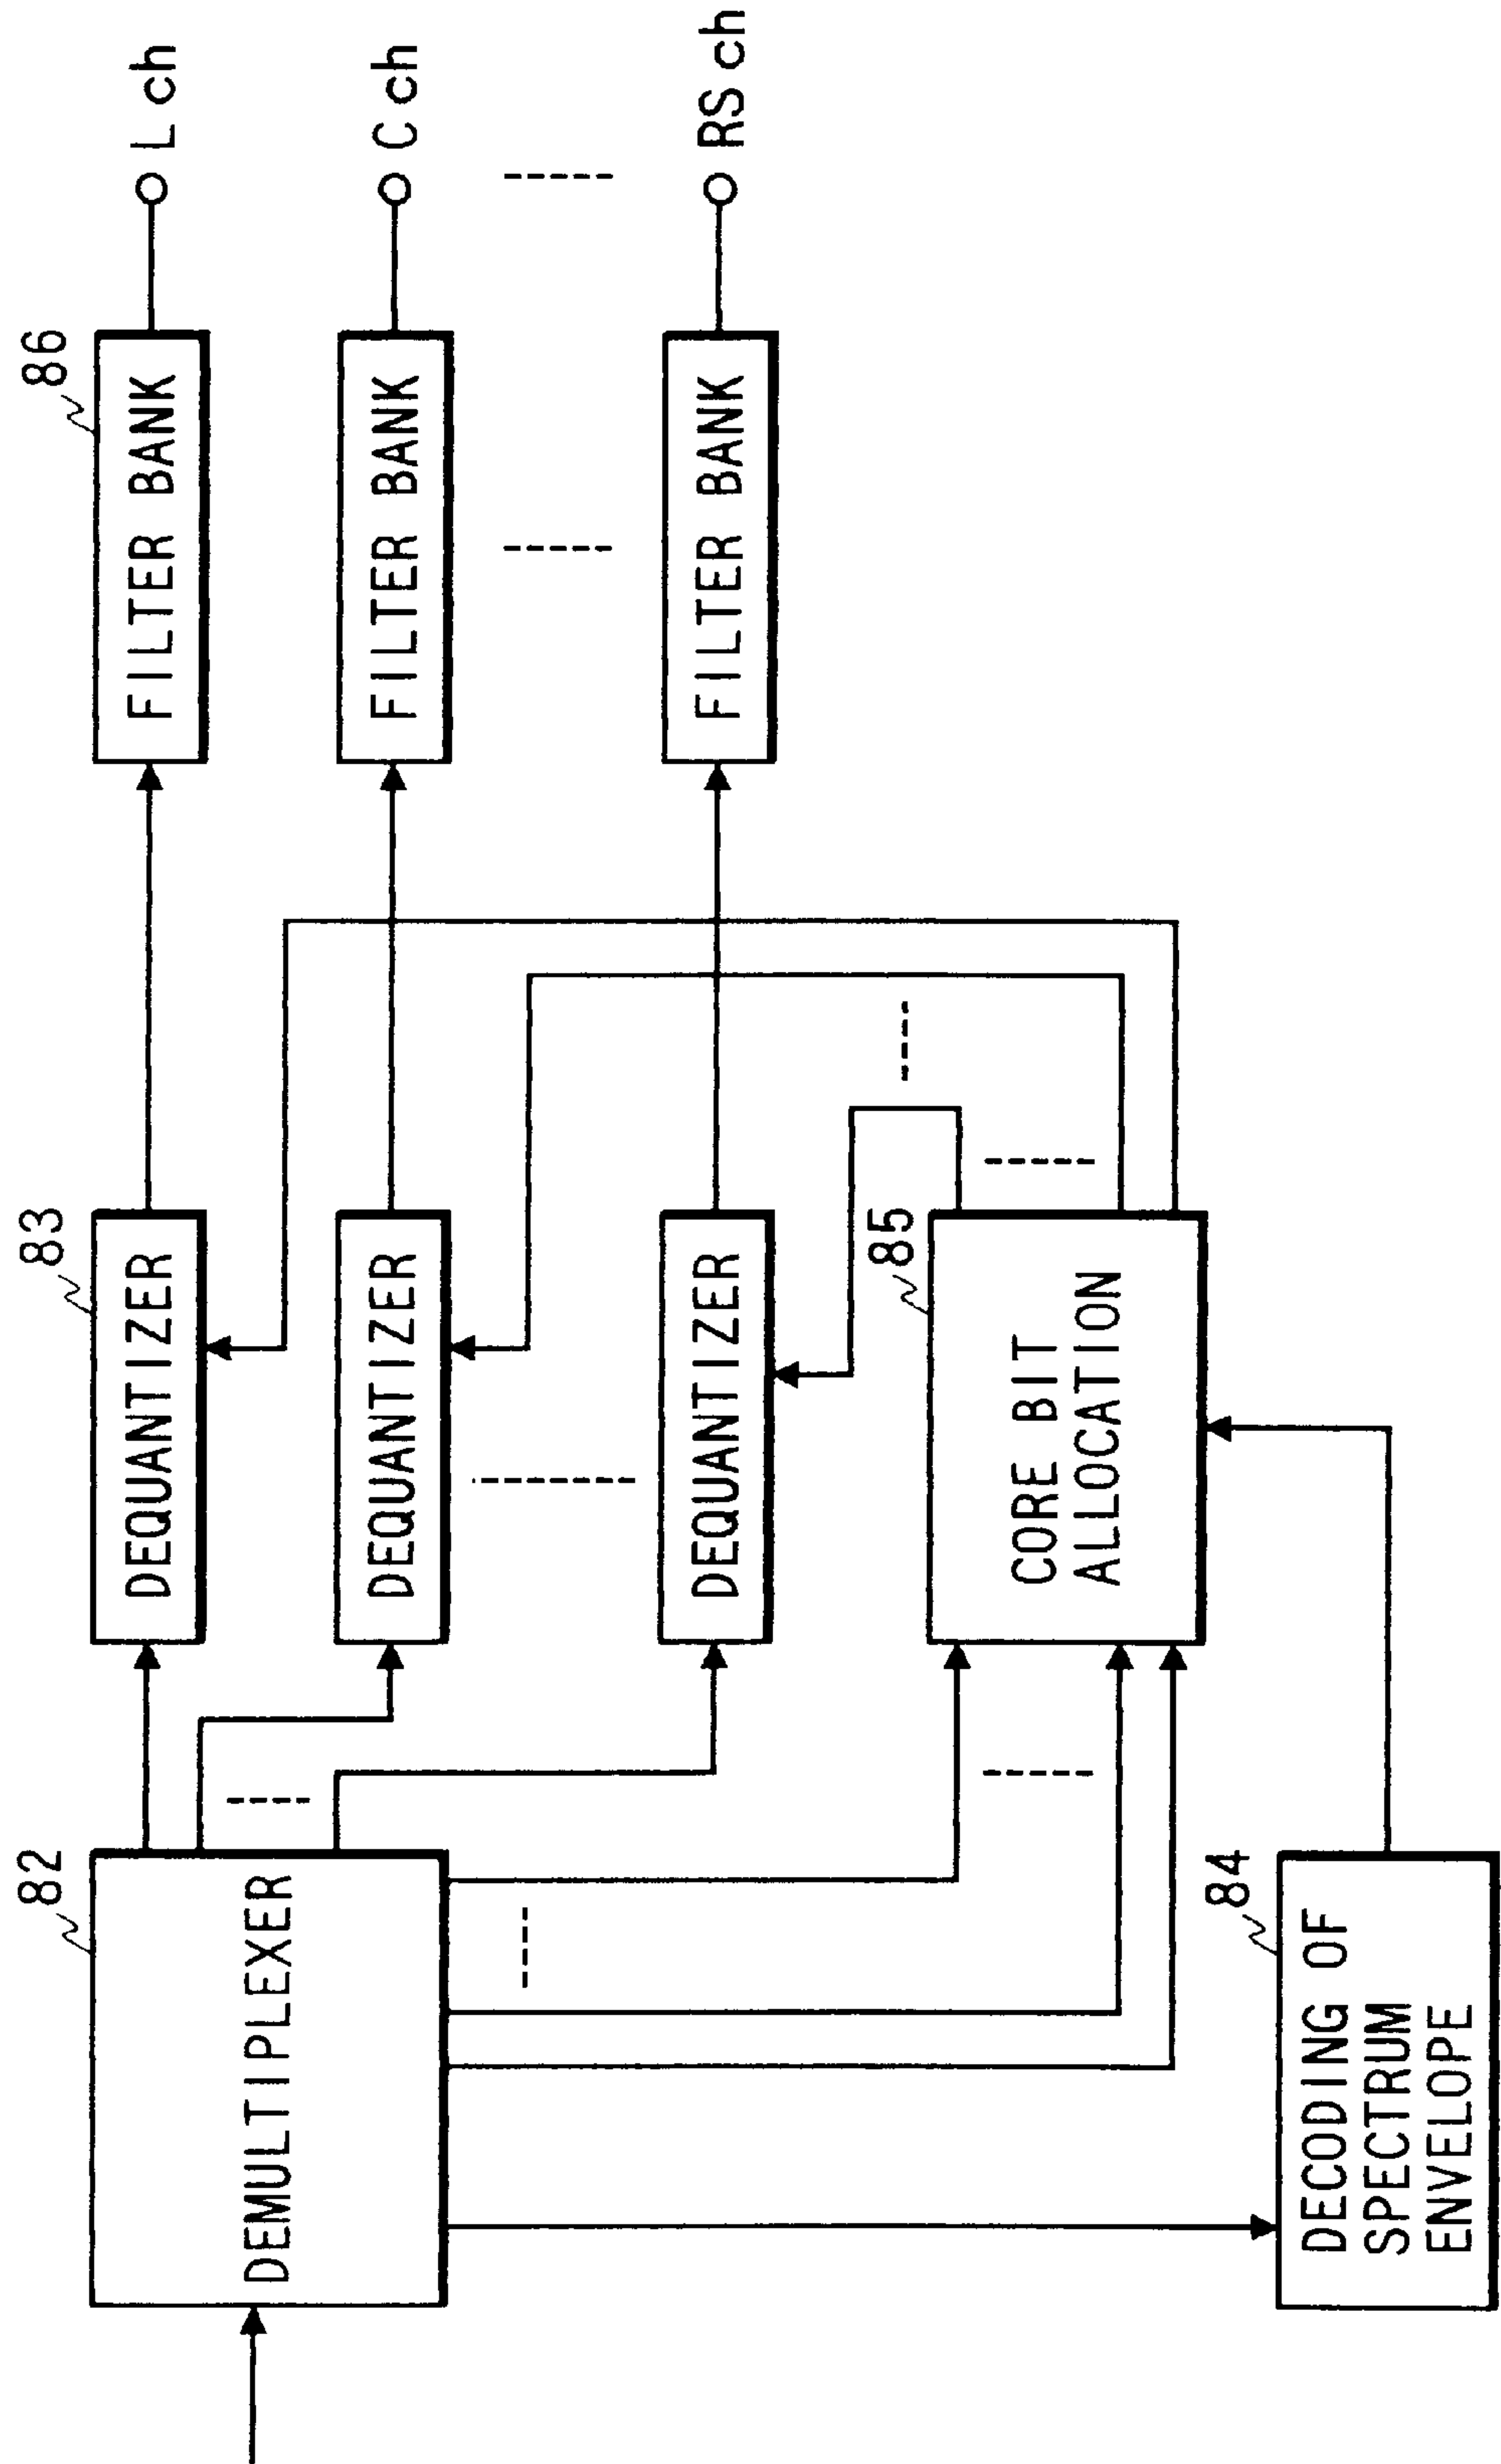 82
DEMULTIPLEXER
83
DEQUANTIZER
86
FILTER BANK
L ch
DEQUANTIZER
FILTER BANK
C ch
DEQUANTIZER
FILTER BANK
RS ch
85
CORE BIT
ALLOCATION
84
DECODING OF
SPECTRUM
ENVELOPE